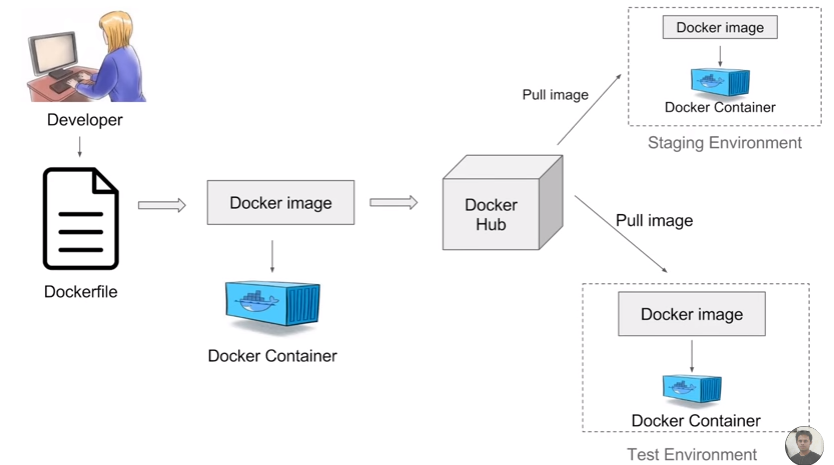 Developer
Dockerfile
Docker image
Docker Container
Docker
Hub
Pull image
Docker image
Docker Container
Staging Environment
Pull image
Docker image
Docker Container
Test Environment